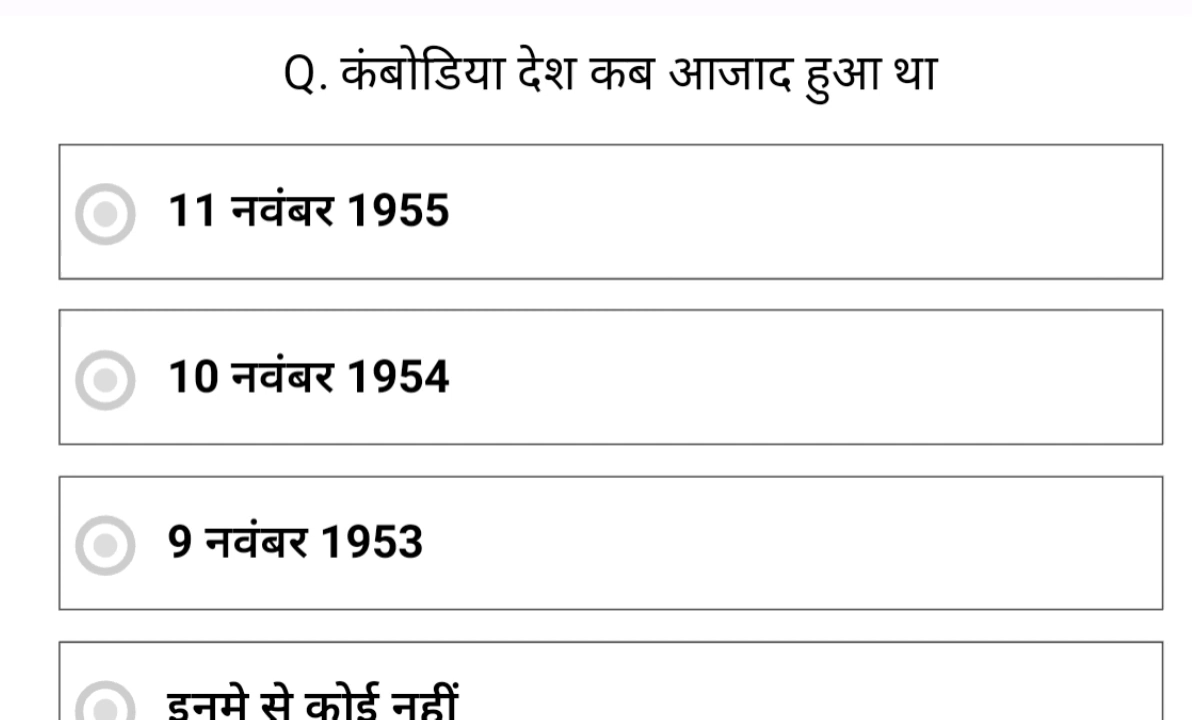 Q. कंबोडिया देश कब आजाद हुआ था
11 नवंबर 1955
10 नवंबर 1954
9 नवंबर 1953
इनमे से कोई नहीं